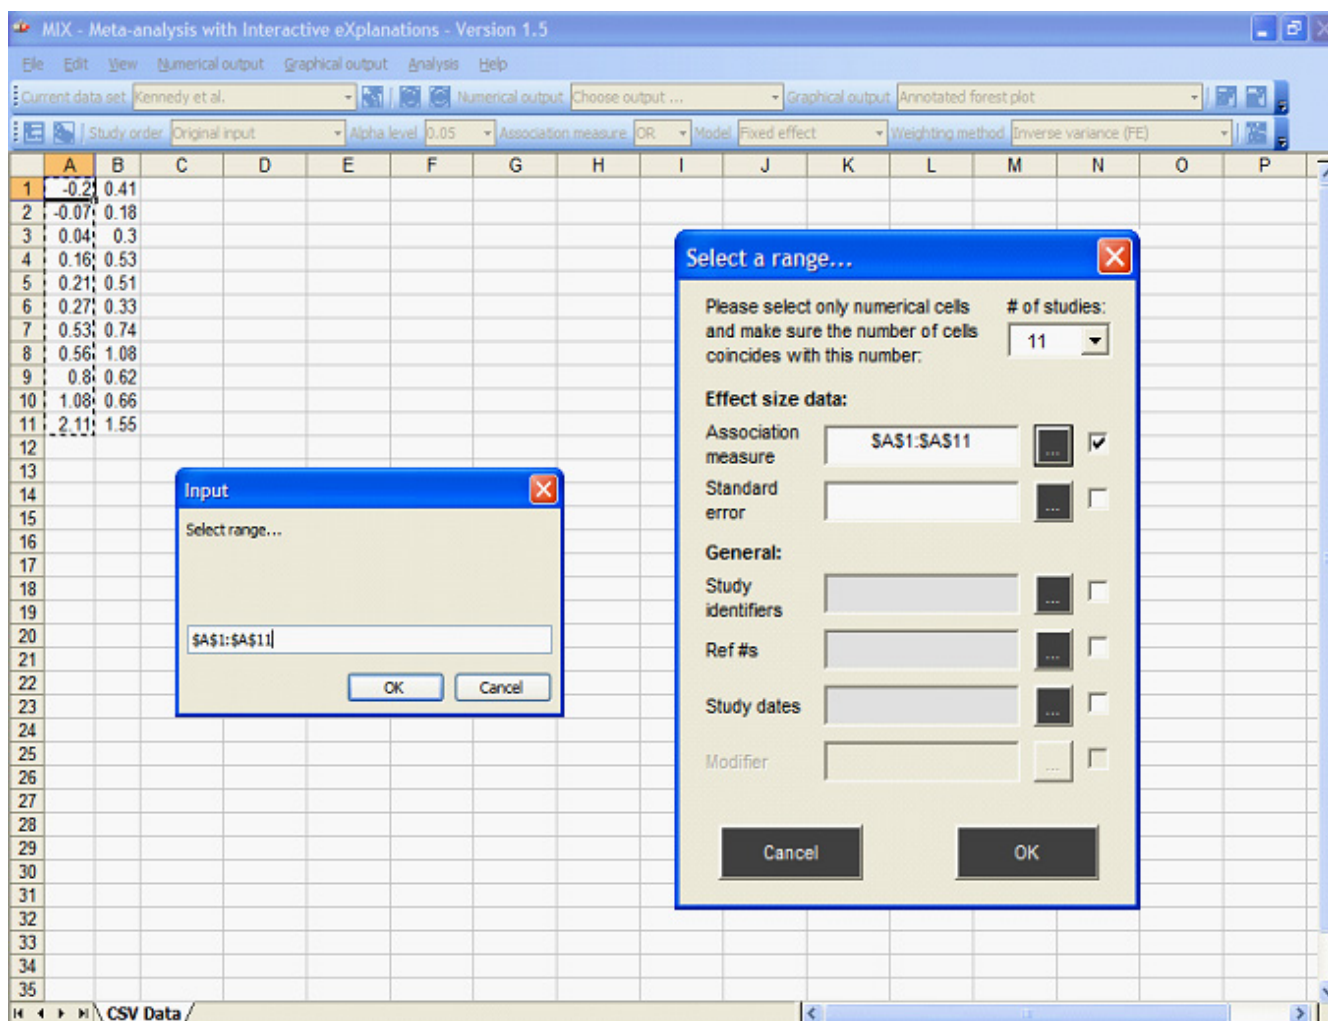 MIX - Meta-analysis with Interactive eXplanations - Version 1.5
File Edit View Numerical output Graphical output Analysis Help
Current data set Kennedy et al. Numerical output Choose output ... Graphical output Annotated forest plot
Study order Original input Alpha level 0.05 Association measure OR Model Fixed effect Weighting method Inverse variance (FE)
A B C D E F G H I J K L M N O P
1 -0.2 0.41
2 -0.07 0.18
3 0.04 0.3
4 0.16 0.53
5 0.21 0.51
6 0.27 0.33
7 0.53 0.74
8 0.56 1.08
9 0.8 0.62
10 1.08 0.66
11 2.11 1.55
12
13
14
15
16
17
18
19
20
21
22
23
24
25
26
27
28
29
30
31
32
33
34
35
Input
Select range...
$A$1:$A$11
OK Cancel
Select a range...
Please select only numerical cells
and make sure the number of cells
coincides with this number:
# of studies:
11
Effect size data:
Association
measure
$A$1:$A$11
...
Standard
error
...
General:
Study
identifiers
...
Ref #s
...
Study dates
...
Modifier
...
Cancel OK
CSV Data